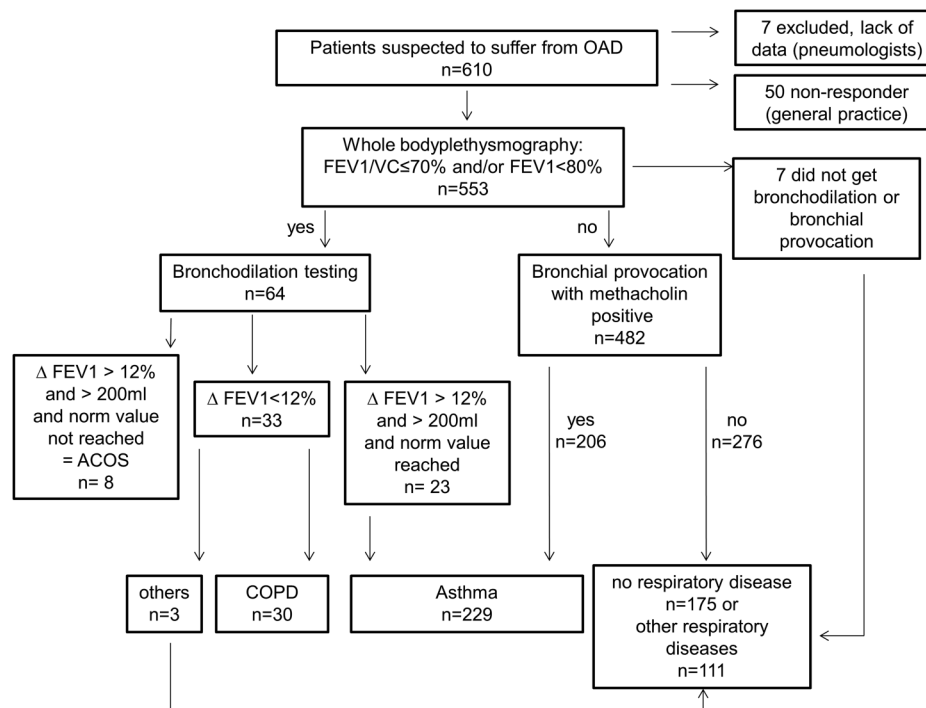 Patients suspected to suffer from OAD
n=610
7 excluded, lack of
data (pneumologists)
50 non-responder
(general practice)
Whole bodyplethysmography:
FEV1/VC≤70% and/or FEV1<80%
n=553
7 did not get
bronchodilation or
bronchial
provocation
yes
no
Bronchodilation testing
n=64
Bronchial provocation
with methacholin
positive
n=482
Δ FEV1 > 12%
and > 200ml
and norm value
not reached
= ACOS
n= 8
Δ FEV1<12%
n=33
Δ FEV1 > 12%
and > 200ml
and norm value
reached
n= 23
yes
n=206
no
n=276
others
n=3
COPD
n=30
Asthma
n=229
no respiratory disease
n=175 or
other respiratory
diseases
n=111